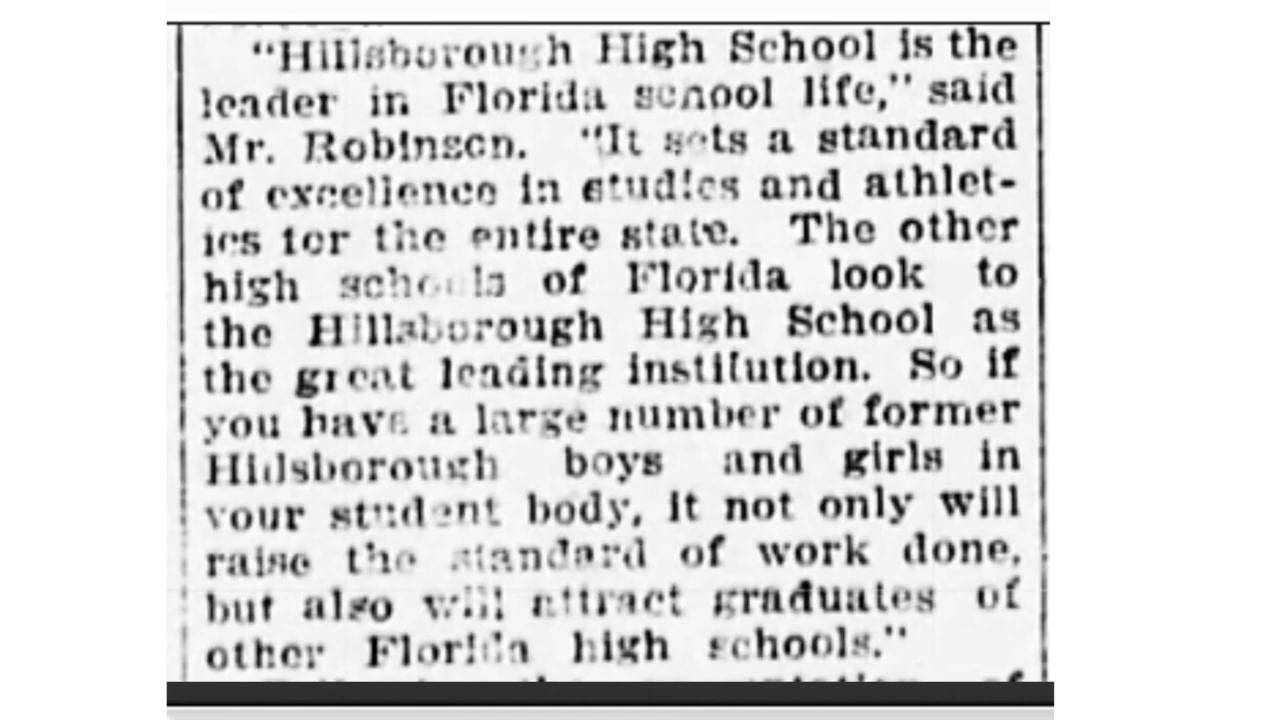 "Hillsborough High School is the
leader in Florida school life," said
Mr. Robinson. "It sets a standard
of excellence in studies and athlet-
ics for the entire state. The other
high schools of Florida look to
the Hillsborough High School as
the great leading institution. So if
you have a large number of former
Hillsborough boys and girls in
your student body, it not only will
raise the standard of work done,
but also will attract graduates of
other Florida high schools."